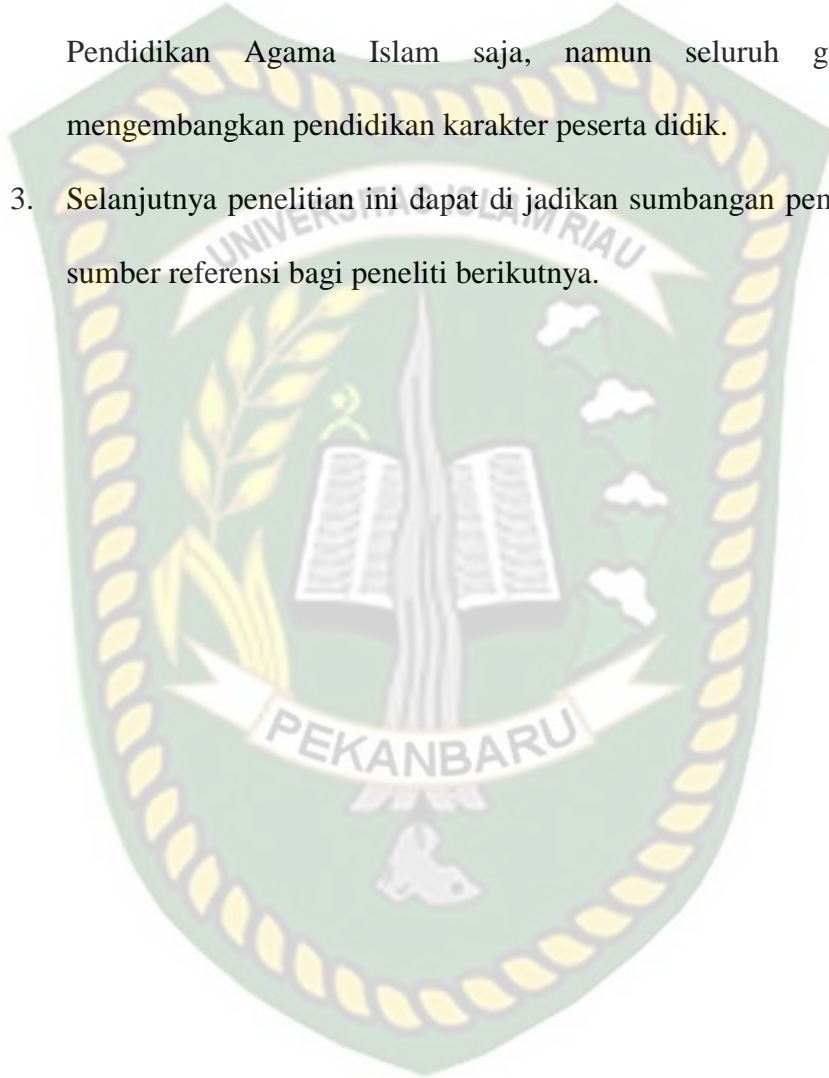 Pendidikan Agama Islam saja, namun seluruh g
mengembangkan pendidikan karakter peserta didik.
3. Selanjutnya penelitian ini dapat di jadikan sumbangan pem
sumber referensi bagi peneliti berikutnya.
UNIVERSITAS ISLAM RIAU
PEKANBARU